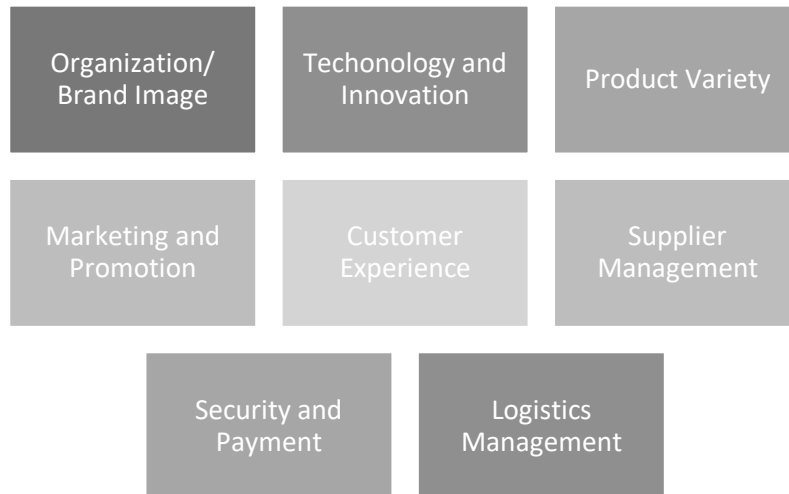 Organization/
Brand Image
Techonology and
Innovation
Product Variety
Marketing and
Promotion
Customer
Experience
Supplier
Management
Security and
Payment
Logistics
Management